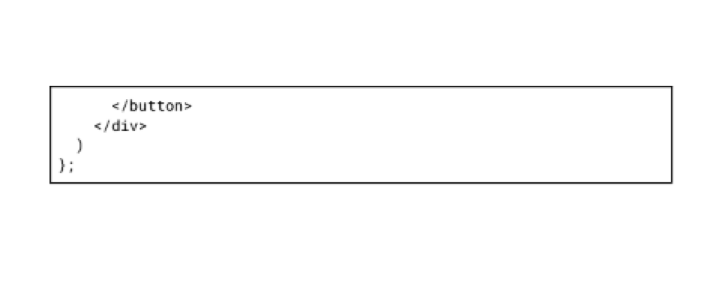 </button>
    </div>
  )
};